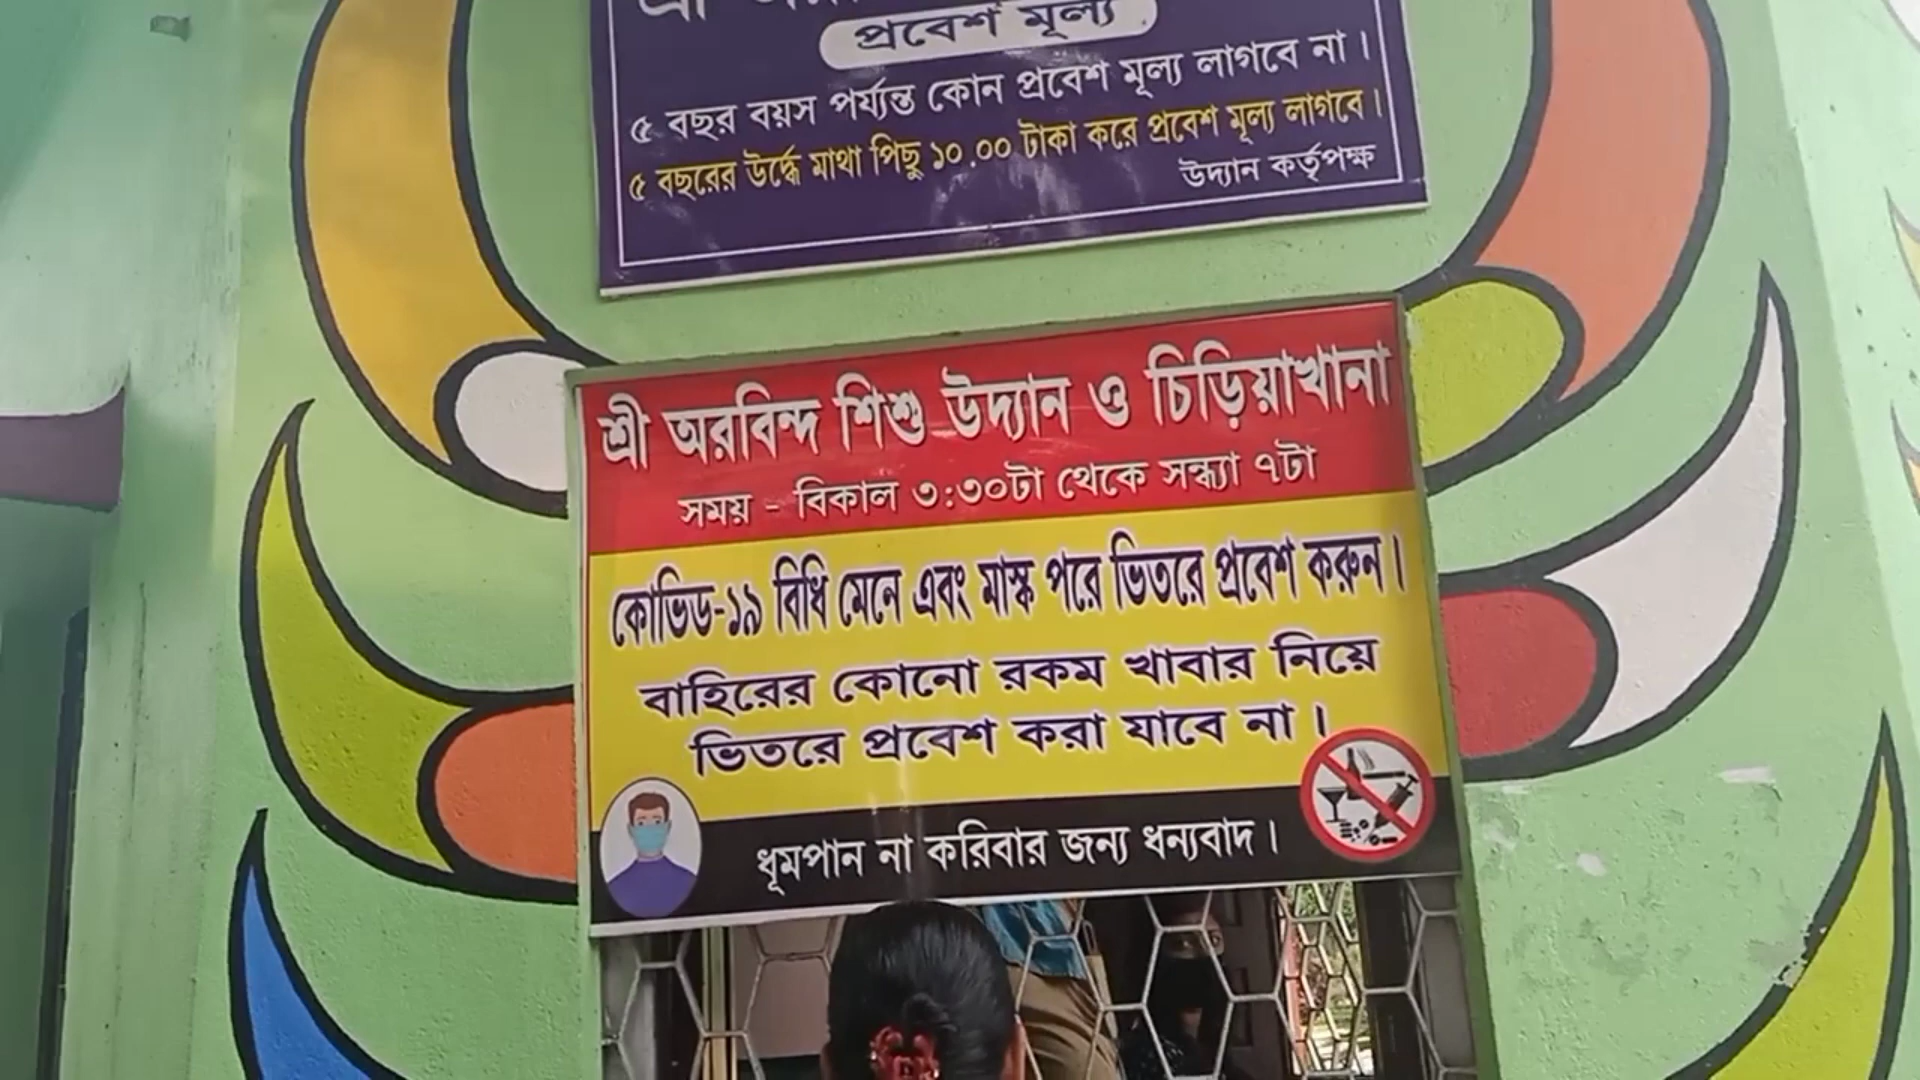 শ্রী
প্রবেশ মূল্য
৫ বছর বয়স পর্য্যন্ত কোন প্রবেশ মূল্য লাগবে না।
৫ বছরের উর্দ্ধে মাথা পিছু ১০.০০ টাকা করে প্রবেশ মূল্য লাগবে।
উদ্যান কর্তৃপক্ষ
শ্রী অরবিন্দ শিশু উদ্যান ও চিড়িয়াখানা
সময় - বিকাল ৩:৩০টা থেকে সন্ধ্যা ৭টা
কোভিড-১৯ বিধি মেনে এবং মাস্ক পরে ভিতরে প্রবেশ করুন।
বাহিরের কোনো রকম খাবার নিয়ে
ভিতরে প্রবেশ করা যাবে না।
ধূমপান না করিবার জন্য ধন্যবাদ।